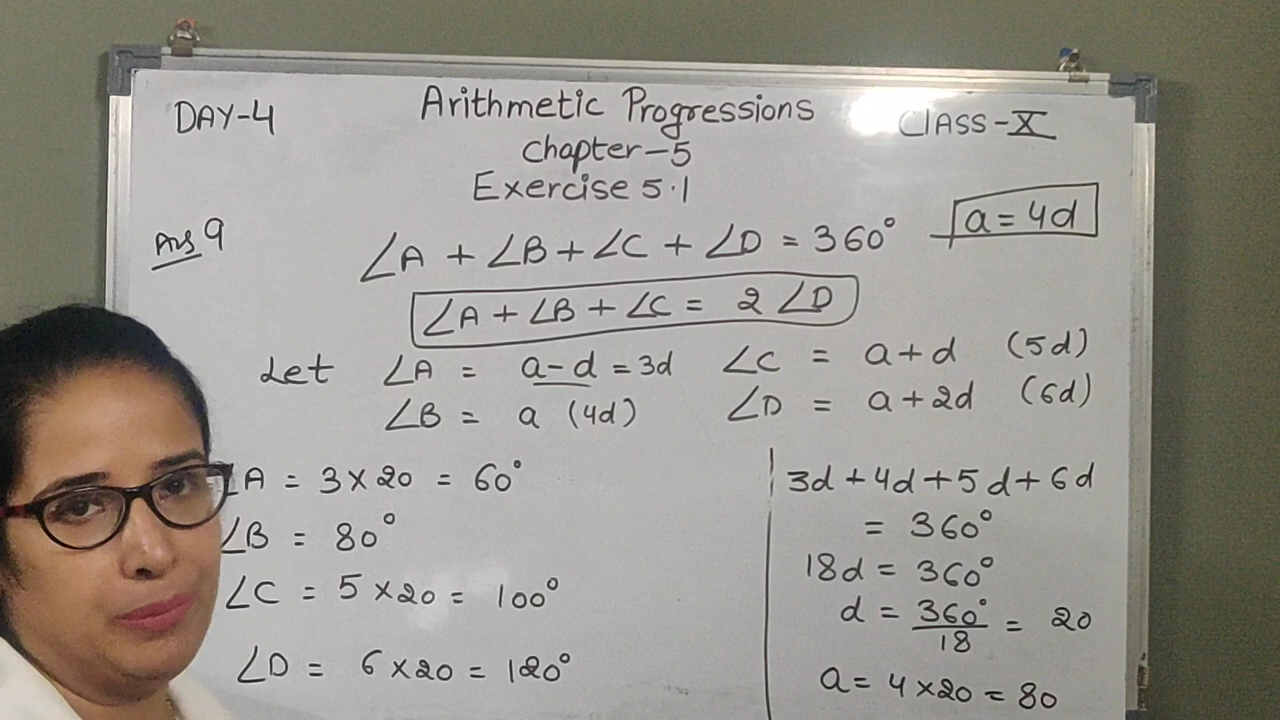 DAY-4
Arithmetic Progressions
CLASS-X
Chapter-5
Exercise 5.1
Ans 9
∠A + ∠B + ∠C + ∠D = 360°
a = 4d
∠A + ∠B + ∠C = 2 ∠D
Let ∠A = a-d = 3d
∠C = a+d (5d)
∠B = a (4d)
∠D = a+2d (6d)
∠A = 3 × 20 = 60°
∠B = 80°
∠C = 5 × 20 = 100°
∠D = 6 × 20 = 120°
3d + 4d + 5d + 6d
= 360°
18d = 360°
d = 360°/18 = 20
a = 4 × 20 = 80